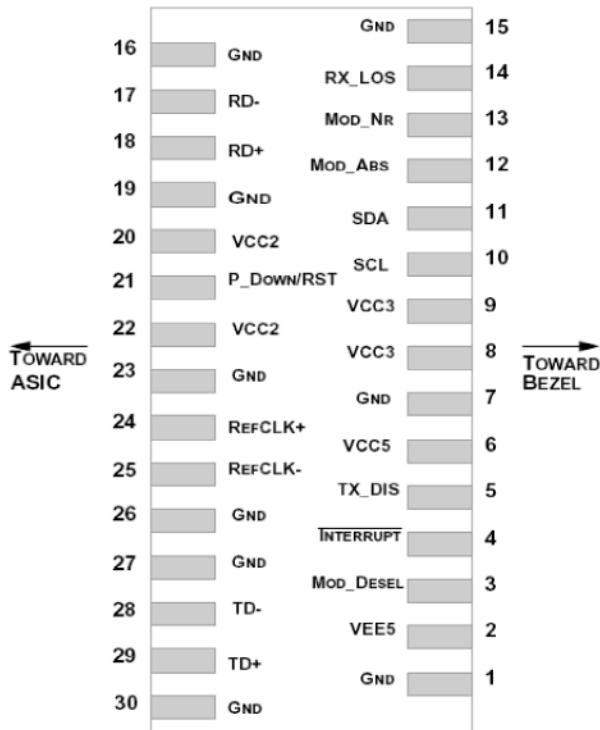 GND 15
16 GND
RX_LOS 14
17 RD-
MOD_NR 13
18 RD+
MOD_ABS 12
19 GND
SDA 11
20 VCC2
SCL 10
21 P_DOWN/RST
VCC3 9
22 VCC2
VCC3 8
TOWARD
ASIC
TOWARD
BEZEL
23 GND
GND 7
24 REFCLK+
VCC5 6
25 REFCLK-
TX_DIS 5
26 GND
INTERRUPT 4
27 GND
MOD_DESEL 3
28 TD-
VEE5 2
29 TD+
GND 1
30 GND